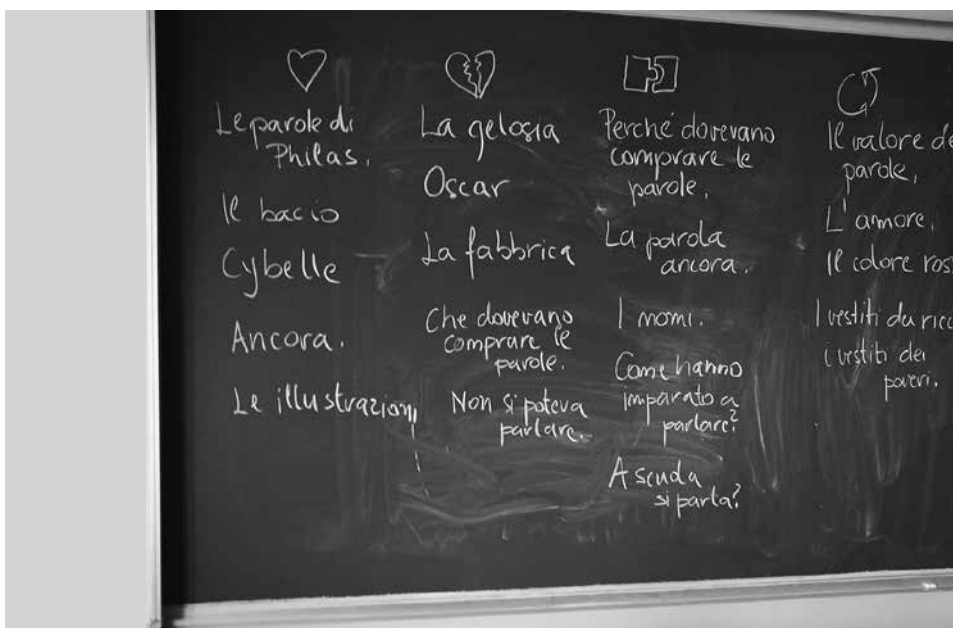 Le parole di
Philas.
Il bacio
Cybelle
Ancora.
Le illustrazioni
La gelosia
Oscar
La fabbrica
Che dovevano
comprare le
parole.
Non si poteva
parlare.
Perché dovevano
comprare le
parole.
La parola
ancora.
I nomi.
Come hanno
imparato a
parlare?
A scuola
si parla?
Il valore de
parole,
L'amore,
Il colore ross
I vestiti da ricc
i vestiti dei
poveri.